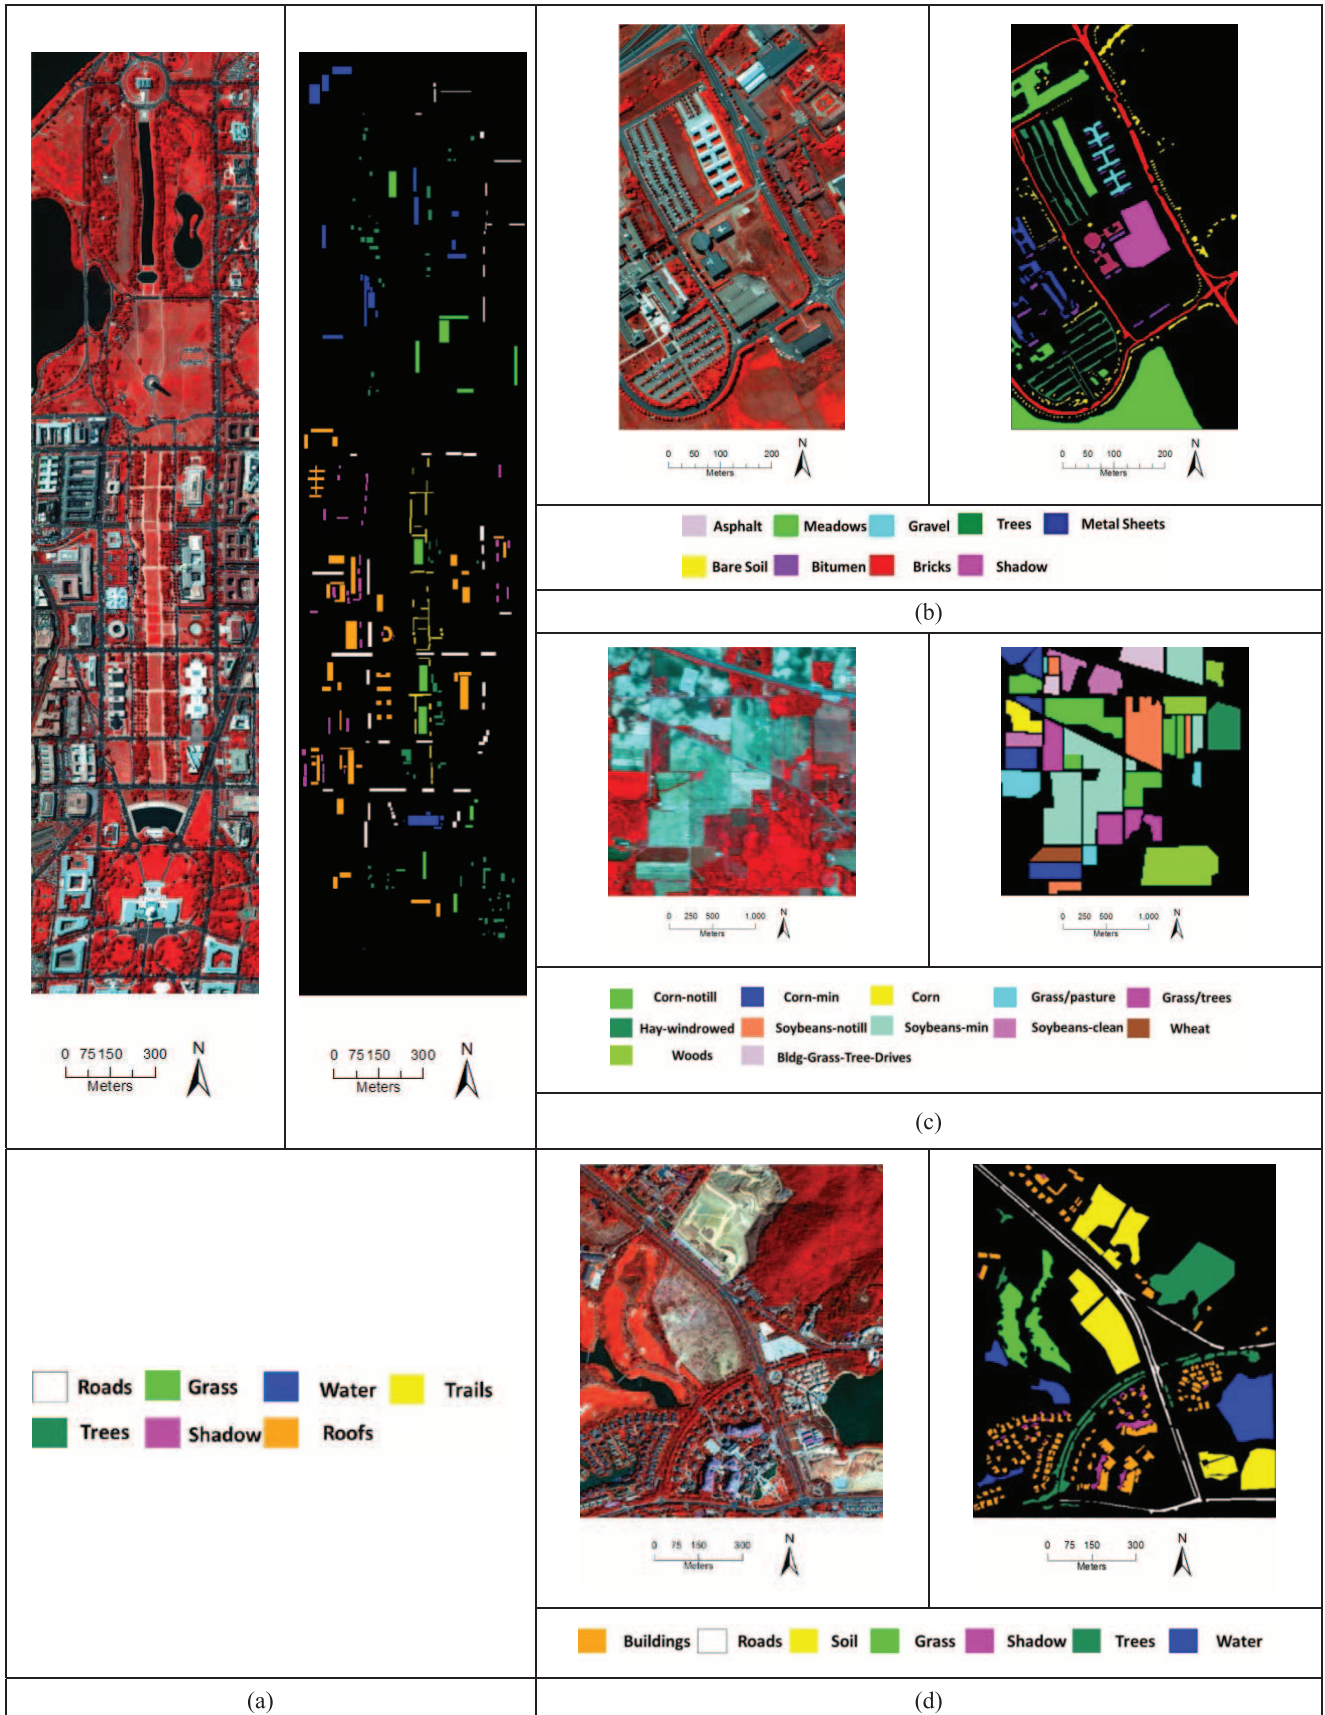 N
0 75 150 300
Meters
N
0 75 150 300
Meters
Roads Grass Water Trails
Trees Shadow Roofs
(a)
N
0 50 100 200
Meters
N
0 50 100 200
Meters
Asphalt Meadows Gravel Trees Metal Sheets
Bare Soil Bitumen Bricks Shadow
(b)
N
0 250 500 1,000
Meters
N
0 250 500 1,000
Meters
Corn-notill Corn-min Corn Grass/pasture Grass/trees
Hay-windrowed Soybeans-notill Soybeans-min Soybeans-clean Wheat
Woods Bldg-Grass-Tree-Drives
(c)
N
0 75 150 300
Meters
N
0 75 150 300
Meters
Buildings Roads Soil Grass Shadow Trees Water
(d)